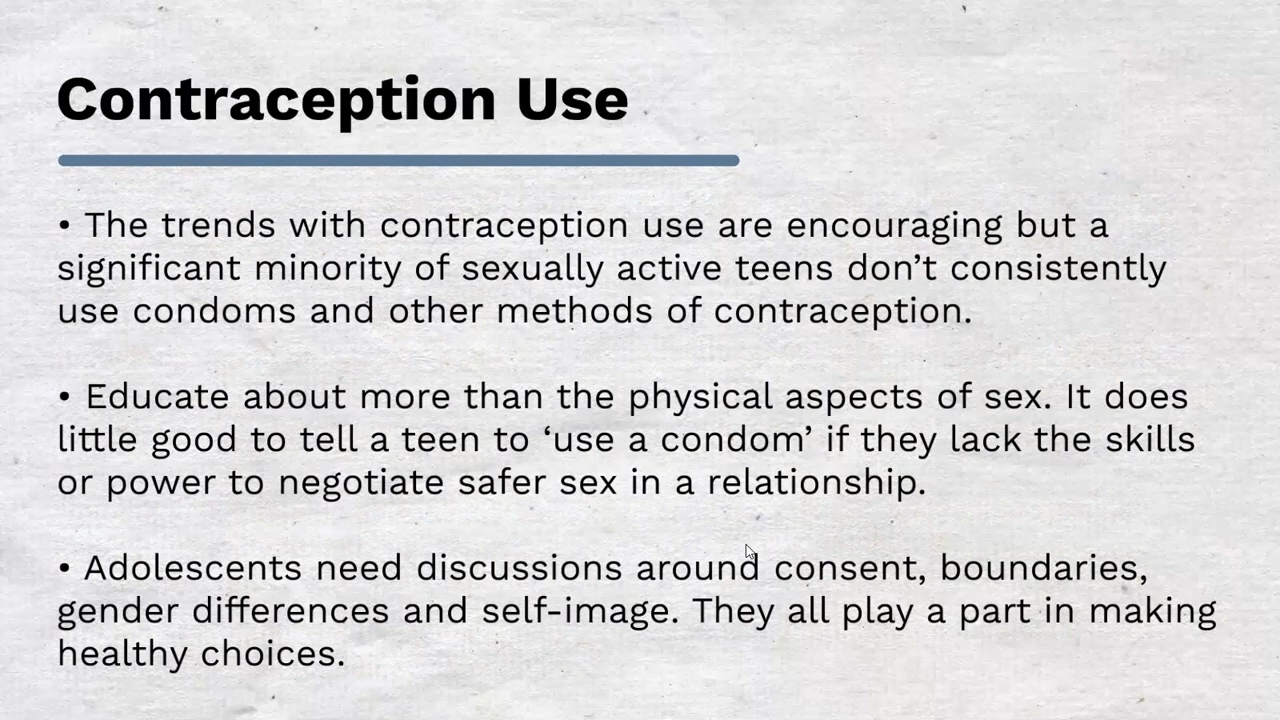 Contraception Use
• The trends with contraception use are encouraging but a
significant minority of sexually active teens don’t consistently
use condoms and other methods of contraception.
• Educate about more than the physical aspects of sex. It does
little good to tell a teen to ‘use a condom’ if they lack the skills
or power to negotiate safer sex in a relationship.
• Adolescents need discussions around consent, boundaries,
gender differences and self-image. They all play a part in making
healthy choices.